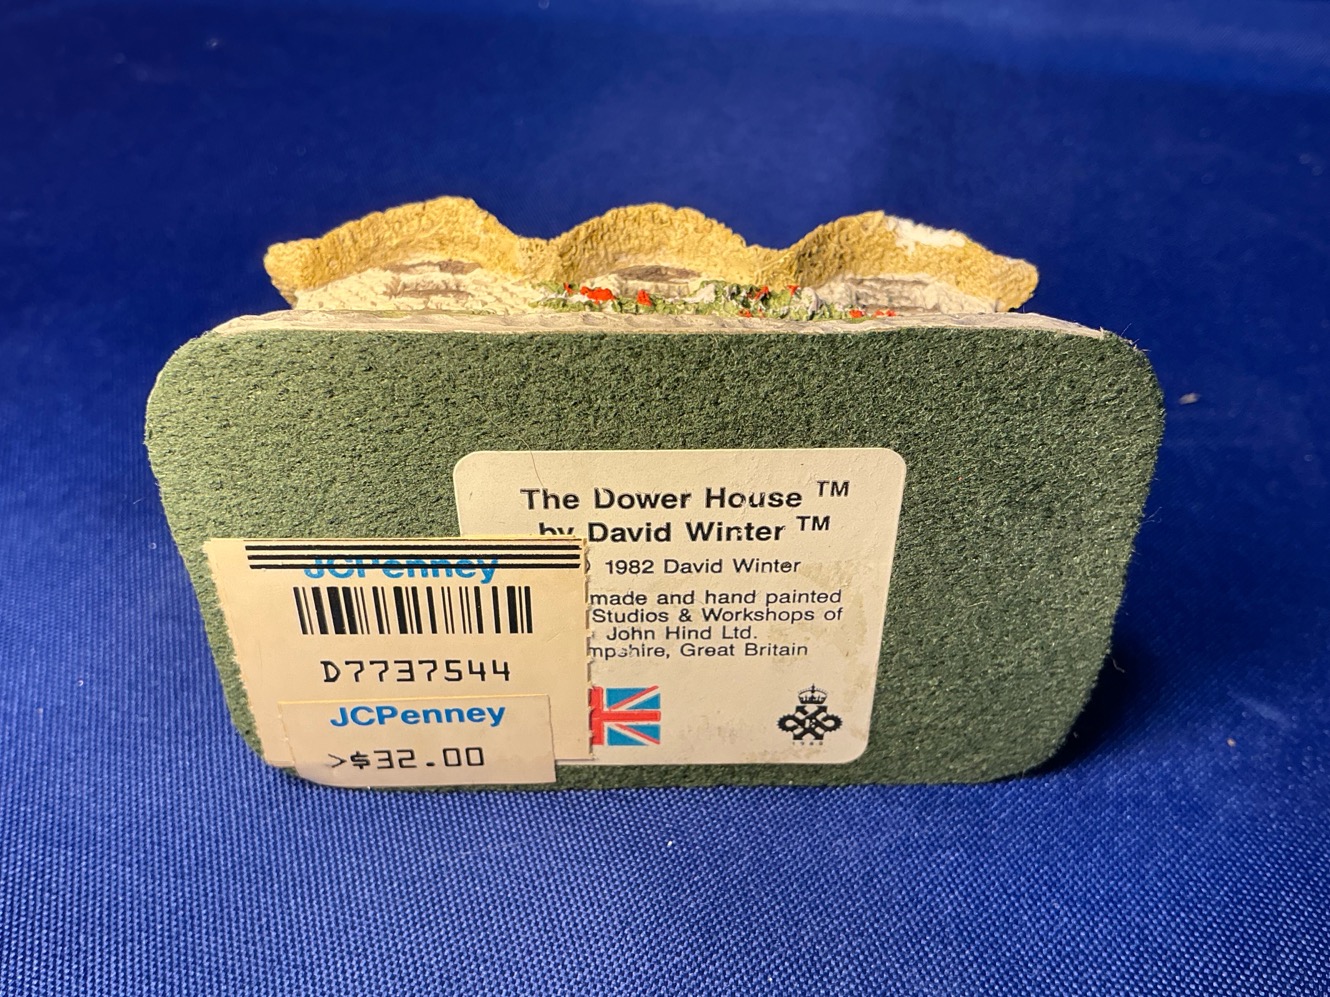 The Dower House ™
by David Winter ™
1982 David Winter
made and hand painted
Studios & Workshops of
John Hind Ltd.
mpshire, Great Britain
JCPenney
D7737544
JCPenney
>$32.00